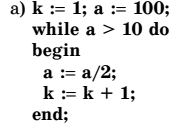 a) k := 1; a := 100;
while a > 10 do
begin
a := a/2;
k := k + 1;
end;